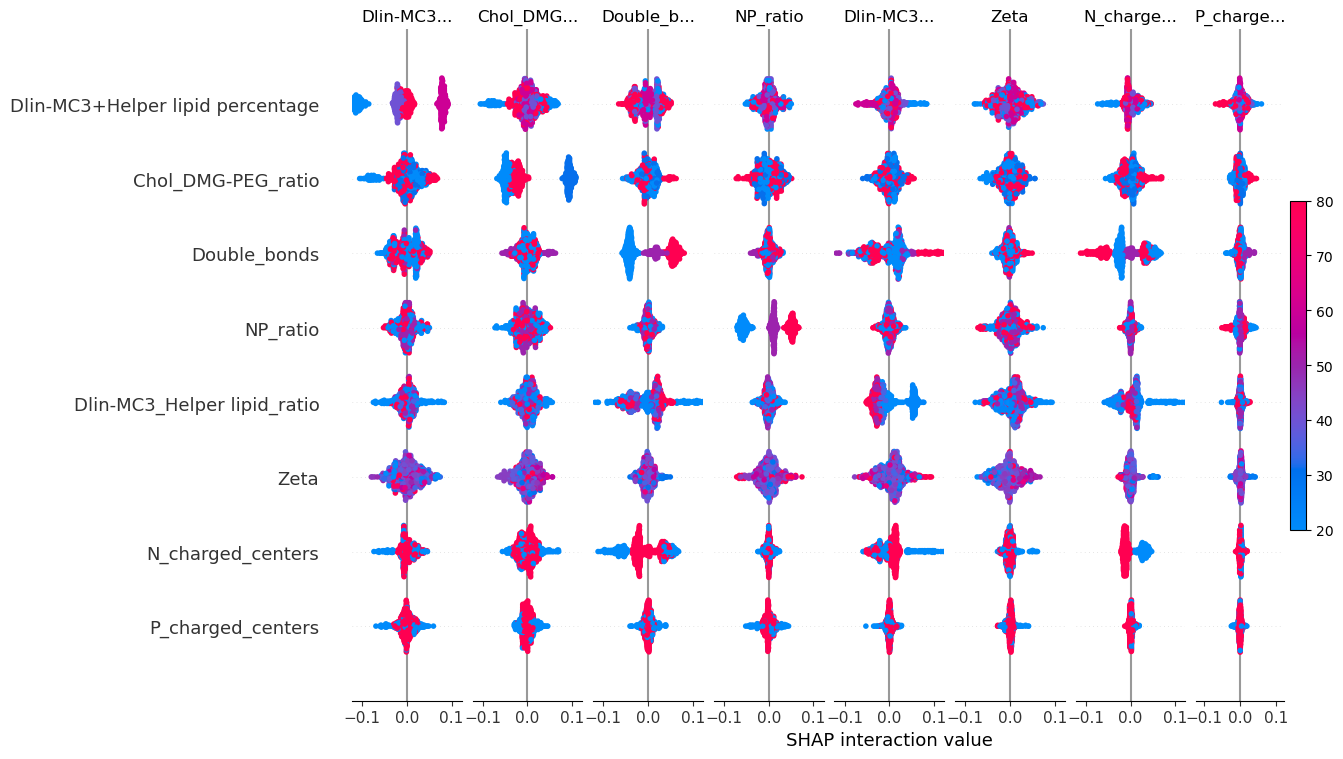 Dlin-MC3... Chol_DMG... Double_b... NP_ratio Dlin-MC3... Zeta N_charge... P_charge...
Dlin-MC3+Helper lipid percentage
Chol_DMG-PEG_ratio
Double_bonds
NP_ratio
Dlin-MC3_Helper lipid_ratio
Zeta
N_charged_centers
P_charged_centers
80
70
60
50
40
30
20
−0.1 0.0 0.1 −0.1 0.0 0.1 −0.1 0.0 0.1 −0.1 0.0 0.1 −0.1 0.0 0.1 −0.1 0.0 0.1 −0.1 0.0 0.1 −0.1 0.0 0.1
SHAP interaction value